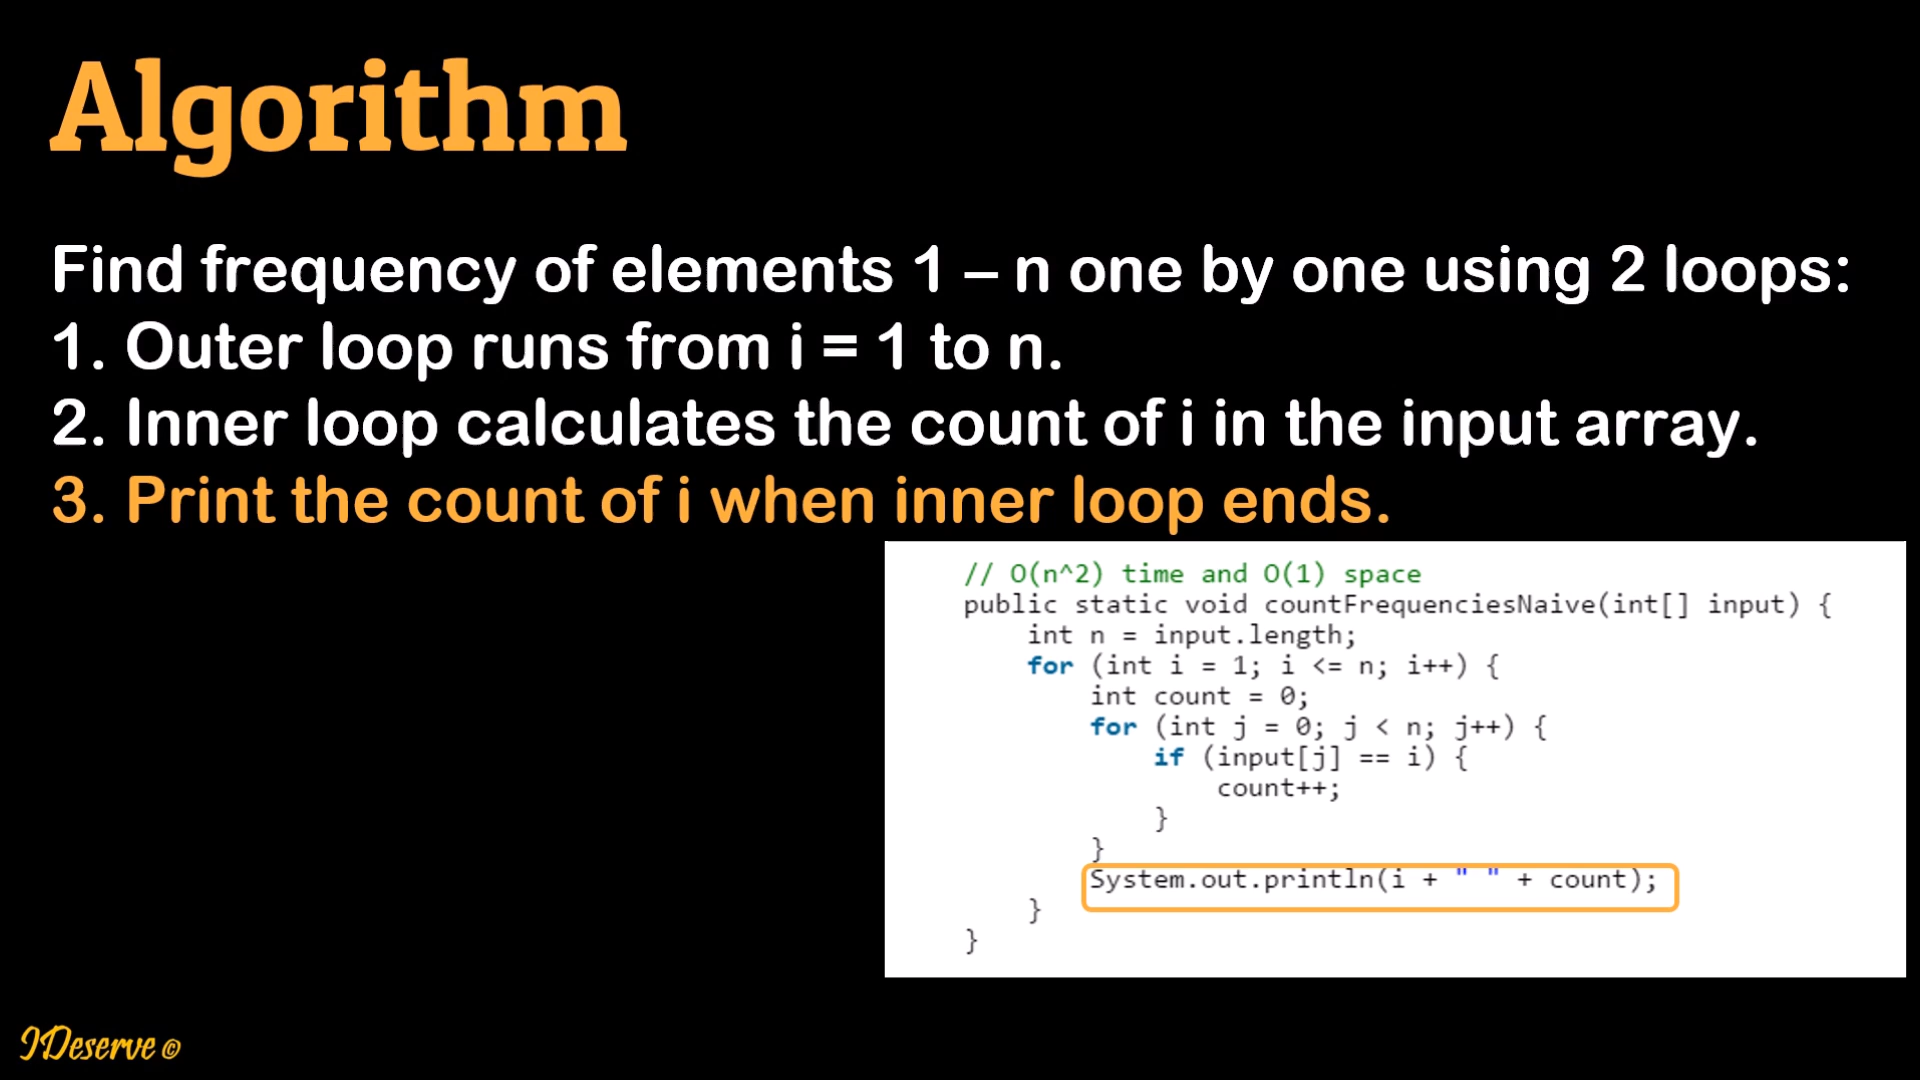 Algorithm
Find frequency of elements 1 – n one by one using 2 loops:
1. Outer loop runs from i = 1 to n.
2. Inner loop calculates the count of i in the input array.
3. Print the count of i when inner loop ends.
// O(n^2) time and O(1) space
public static void countFrequenciesNaive(int[] input) {
    int n = input.length;
    for (int i = 1; i <= n; i++) {
        int count = 0;
        for (int j = 0; j < n; j++) {
            if (input[j] == i) {
                count++;
            }
        }
        System.out.println(i + " " + count);
    }
}
IDeserve ©